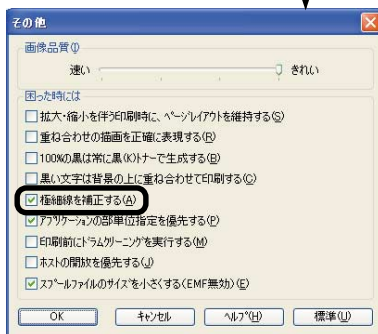 その他
画像品質(I)
速い きれい
困った時には
拡大・縮小を伴う印刷時に、ページレイアウトを維持する(S)
重ね合わせの描画を正確に表現する(R)
100%の黒は常に黒(K)トナーで生成する(B)
黒い文字は背景の上に重ね合わせて印刷する(C)
極細線を補正する(A)
アプリケーションの部単位指定を優先する(P)
印刷前にドラムクリーニングを実行する(M)
ホストの開放を優先する(J)
スプールファイルのサイズを小さくする(EMF無効)(E)
OK キャンセル ヘルプ(H) 標準(U)